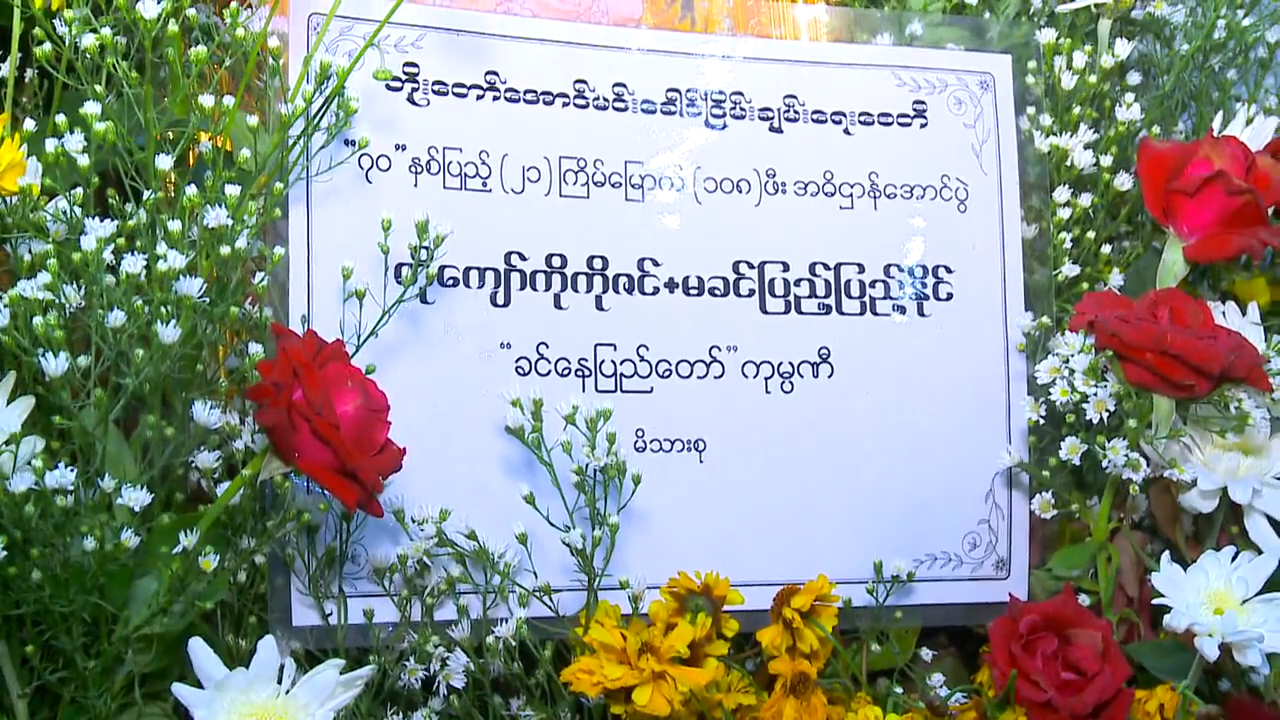 ဘိုးတော်အောင်မင်းခေါင်ငြိမ်းချမ်းရေးစေတီ
“၇၀” နှစ်ပြည့် (၂၁) ကြိမ်မြောက် (၁၀၈) ဖီး အဓိဋ္ဌာန်အောင်ပွဲ
ကိုကျော်ကိုကိုဇင်+မခင်ပြည့်ပြည့်နိုင်
“ခင်နေပြည်တော်” ကုမ္ပဏီ
မိသားစု